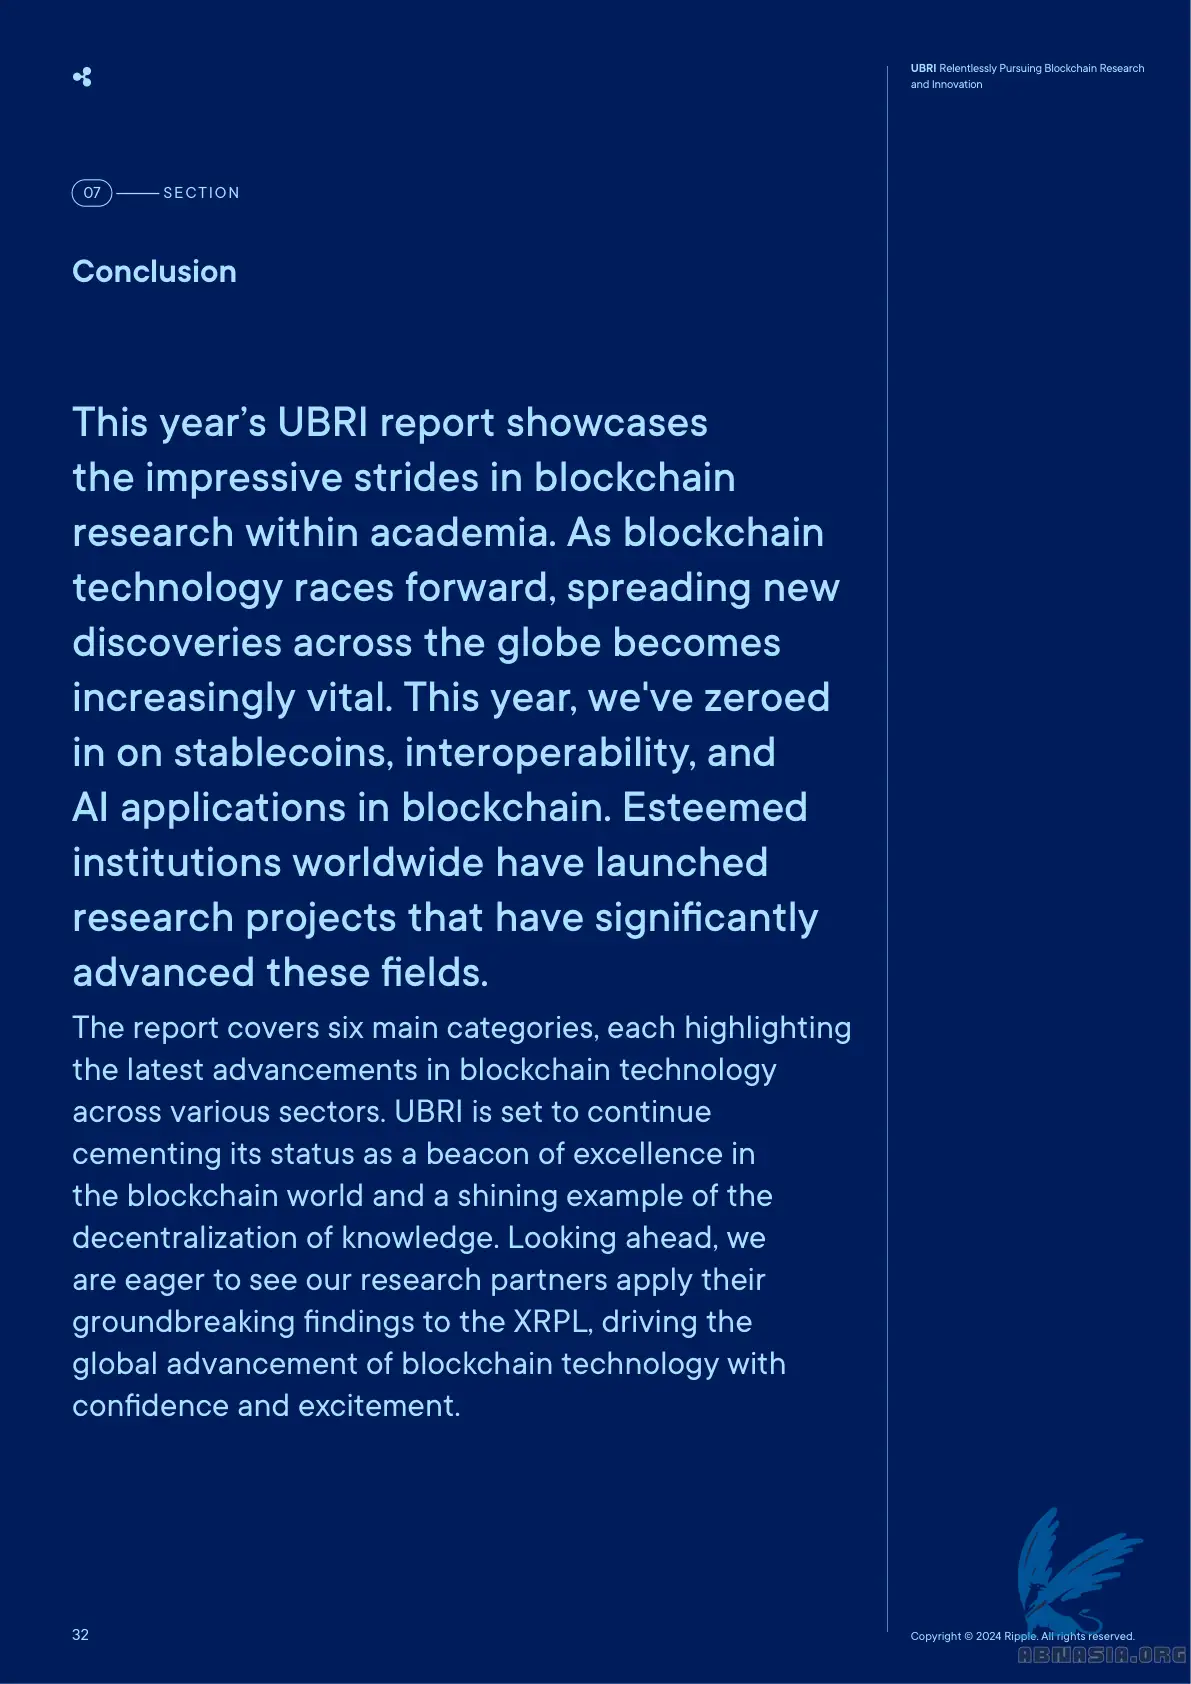 UBRI Relentlessly Pursuing Blockchain Research
and Innovation
07 SECTION
Conclusion
This year’s UBRI report showcases
the impressive strides in blockchain
research within academia. As blockchain
technology races forward, spreading new
discoveries across the globe becomes
increasingly vital. This year, we've zeroed
in on stablecoins, interoperability, and
AI applications in blockchain. Esteemed
institutions worldwide have launched
research projects that have significantly
advanced these fields.
The report covers six main categories, each highlighting
the latest advancements in blockchain technology
across various sectors. UBRI is set to continue
cementing its status as a beacon of excellence in
the blockchain world and a shining example of the
decentralization of knowledge. Looking ahead, we
are eager to see our research partners apply their
groundbreaking findings to the XRPL, driving the
global advancement of blockchain technology with
confidence and excitement.
32
Copyright © 2024 Ripple. All rights reserved.
ABNASIA.ORG